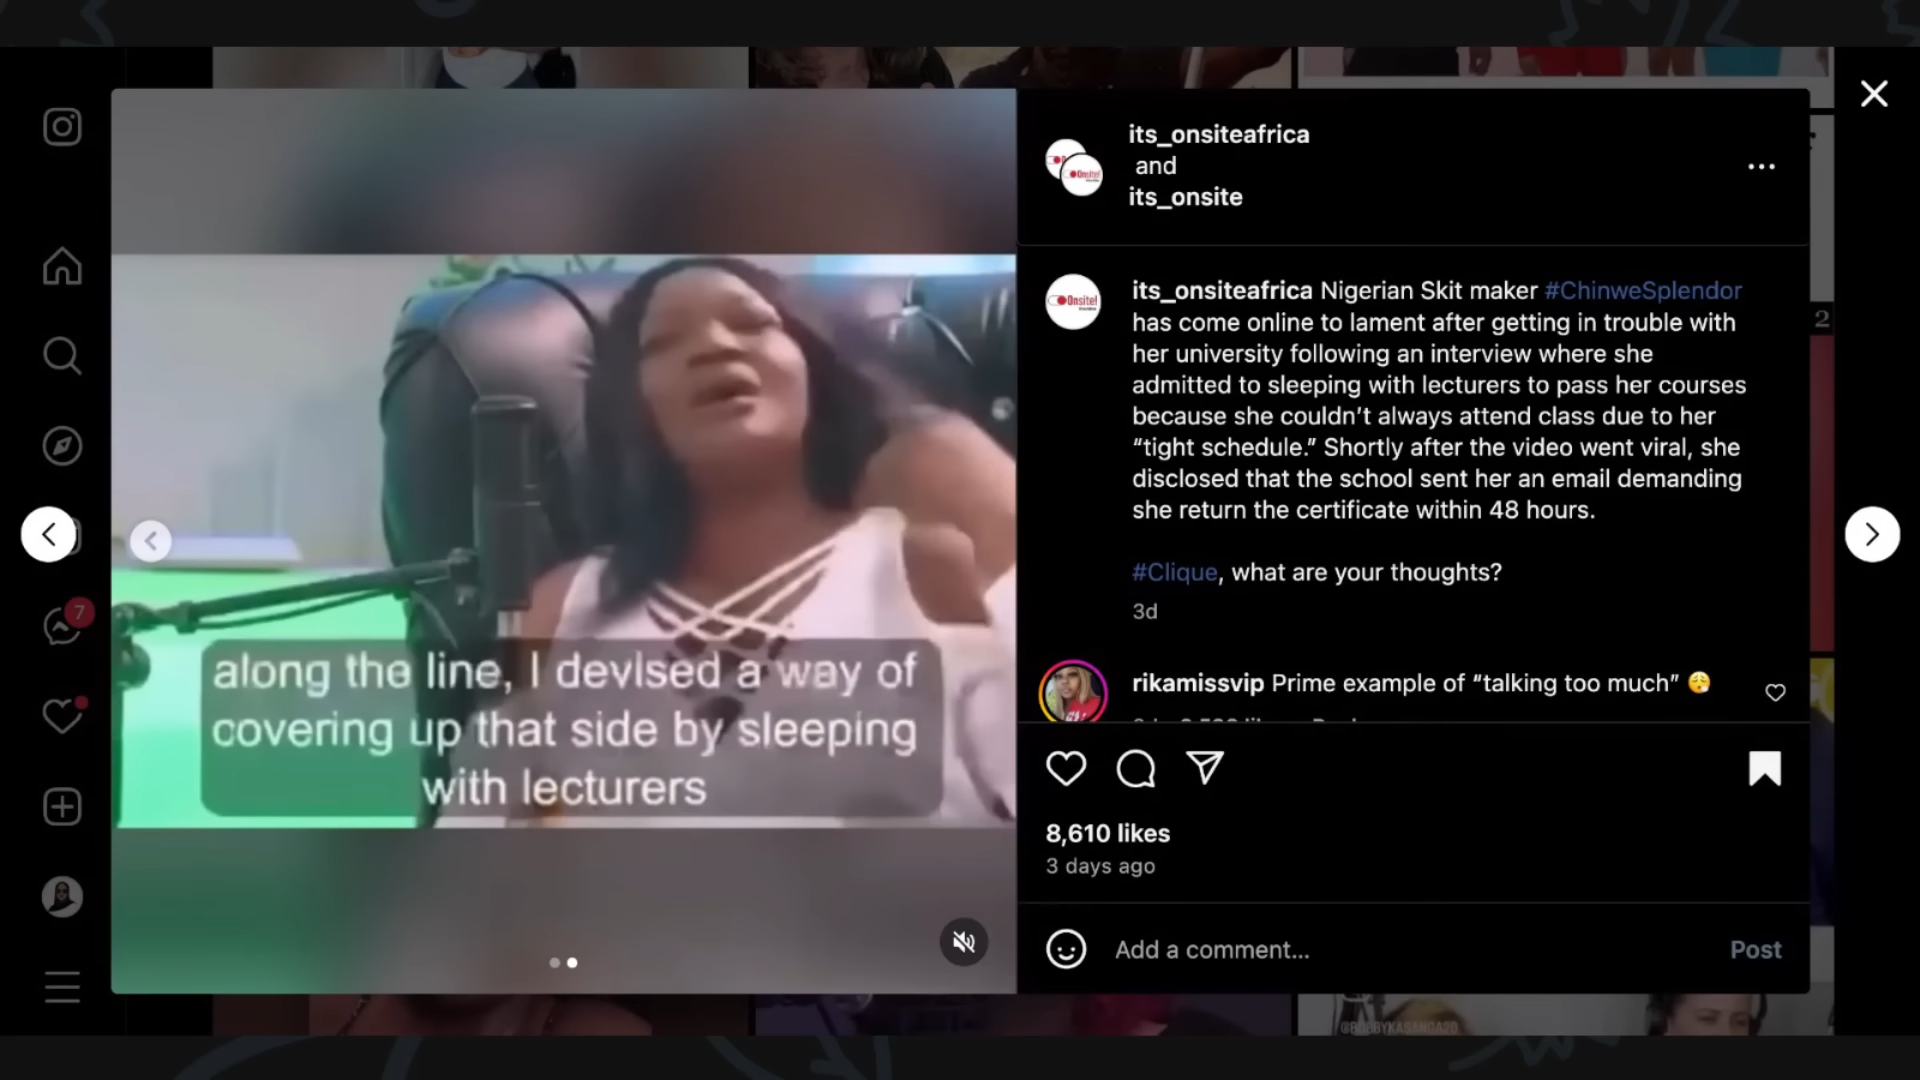 its_onsiteafrica
and
its_onsite
Onsite!
its_onsiteafrica Nigerian Skit maker #ChinweSplendor
has come online to lament after getting in trouble with
her university following an interview where she
admitted to sleeping with lecturers to pass her courses
because she couldn't always attend class due to her
“tight schedule.” Shortly after the video went viral, she
disclosed that the school sent her an email demanding
she return the certificate within 48 hours.
#Clique, what are your thoughts?
3d
rikamissvip Prime example of “talking too much” 😮‍💨
8,610 likes
3 days ago
Add a comment...
Post
along the line, I devised a way of
covering up that side by sleeping
with lecturers
7
2
@BOBBYKASANGA20